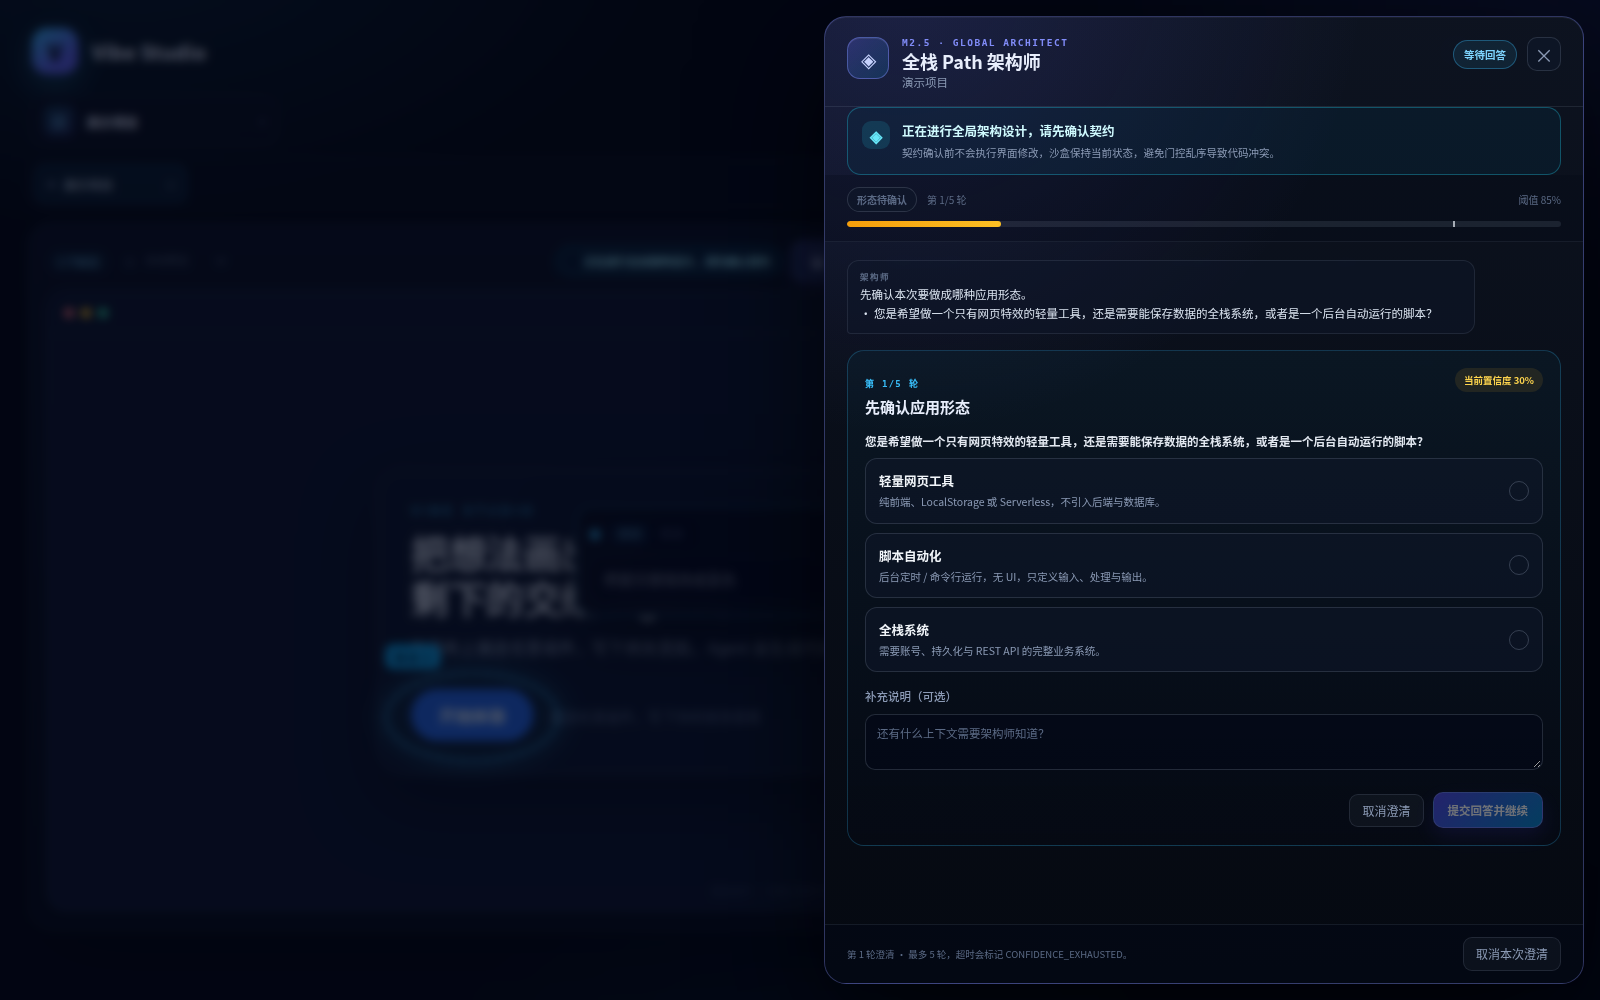 Vibe Studio
M2.5 · GLOBAL ARCHITECT
全栈 Path 架构师
演示项目
等待回答
正在进行全局架构设计，请先确认契约
契约确认前不会执行界面修改，沙盒保持当前状态，避免门控乱序导致代码冲突。
形态待确认
第 1/5 轮
阈值 85%
架构师
先确认本次要做成哪种应用形态。
· 您是希望做一个只有网页特效的轻量工具，还是需要能保存数据的全栈系统，或者是一个后台自动运行的脚本？
第 1/5 轮
当前置信度 30%
先确认应用形态
您是希望做一个只有网页特效的轻量工具，还是需要能保存数据的全栈系统，或者是一个后台自动运行的脚本？
轻量网页工具
纯前端、LocalStorage 或 Serverless，不引入后端与数据库。
脚本自动化
后台定时 / 命令行运行，无 UI，只定义输入、处理与输出。
全栈系统
需要账号、持久化与 REST API 的完整业务系统。
补充说明（可选）
还有什么上下文需要架构师知道？
取消澄清
提交回答并继续
第 1 轮澄清 · 最多 5 轮，超时会标记 CONFIDENCE_EXHAUSTED。
取消本次澄清